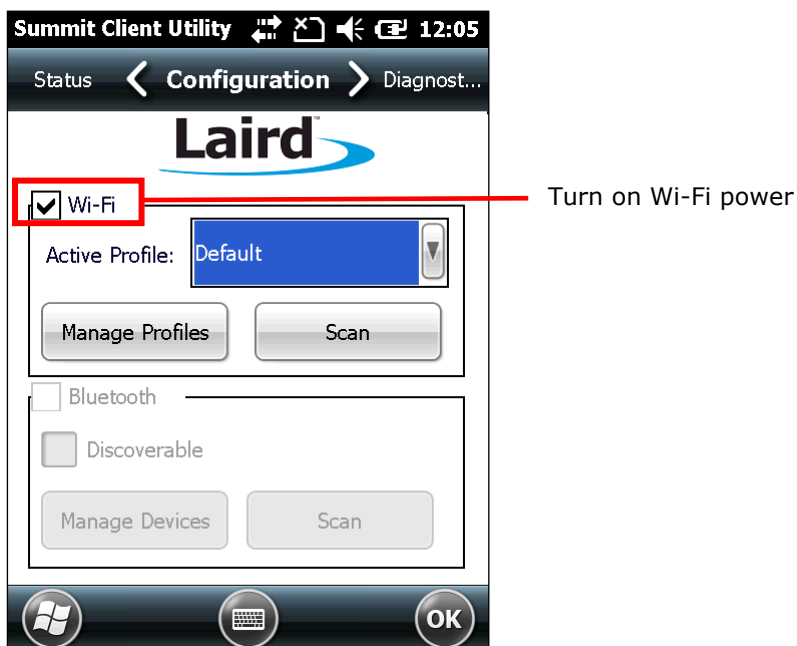 Summit Client Utility 12:05
Status Configuration Diagnost...
Laird™
Wi-Fi
Turn on Wi-Fi power
Active Profile: Default
Manage Profiles Scan
Bluetooth
Discoverable
Manage Devices Scan
OK